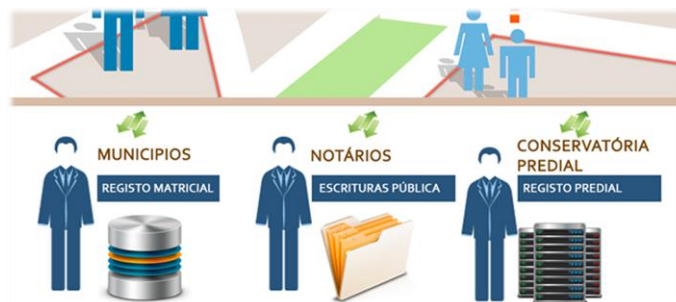 MUNICIPIOS
REGISTO MATRICIAL
NOTÁRIOS
ESCRITURAS PÚBLICA
CONSERVATÓRIA
PREDIAL
REGISTO PREDIAL